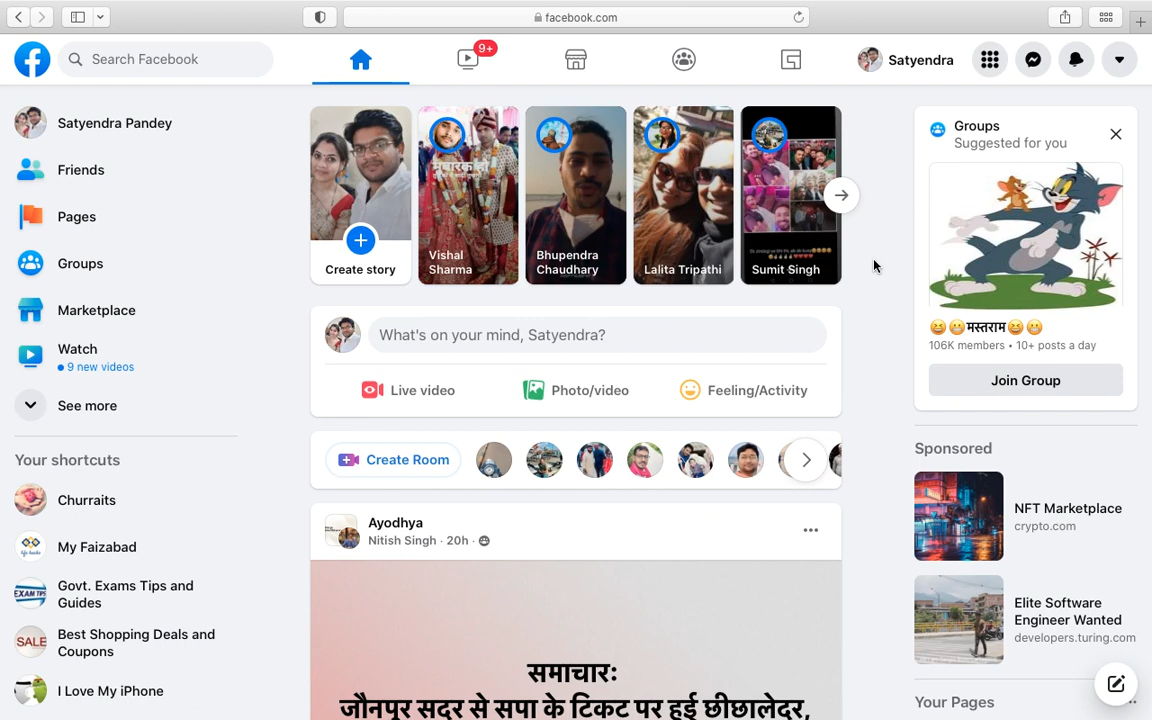 facebook.com
Search Facebook
9+
Satyendra
Satyendra Pandey
Friends
Pages
Groups
Marketplace
Watch
9 new videos
See more
Your shortcuts
Churraits
My Faizabad
EXAM TIPS
Govt. Exams Tips and
Guides
SALE
Best Shopping Deals and
Coupons
I Love My iPhone
Create story
Vishal
Sharma
Bhupendra
Chaudhary
Lalita Tripathi
Sumit Singh
What's on your mind, Satyendra?
Live video
Photo/video
Feeling/Activity
Create Room
Ayodhya
Nitish Singh · 20h ·
समाचारः
जौनपुर सदर से सपा के टिकट पर हुई छीछालेदर,
Groups
Suggested for you
😆😬मस्तराम😆😬
106K members • 10+ posts a day
Join Group
Sponsored
NFT Marketplace
crypto.com
Elite Software
Engineer Wanted
developers.turing.com
Your Pages